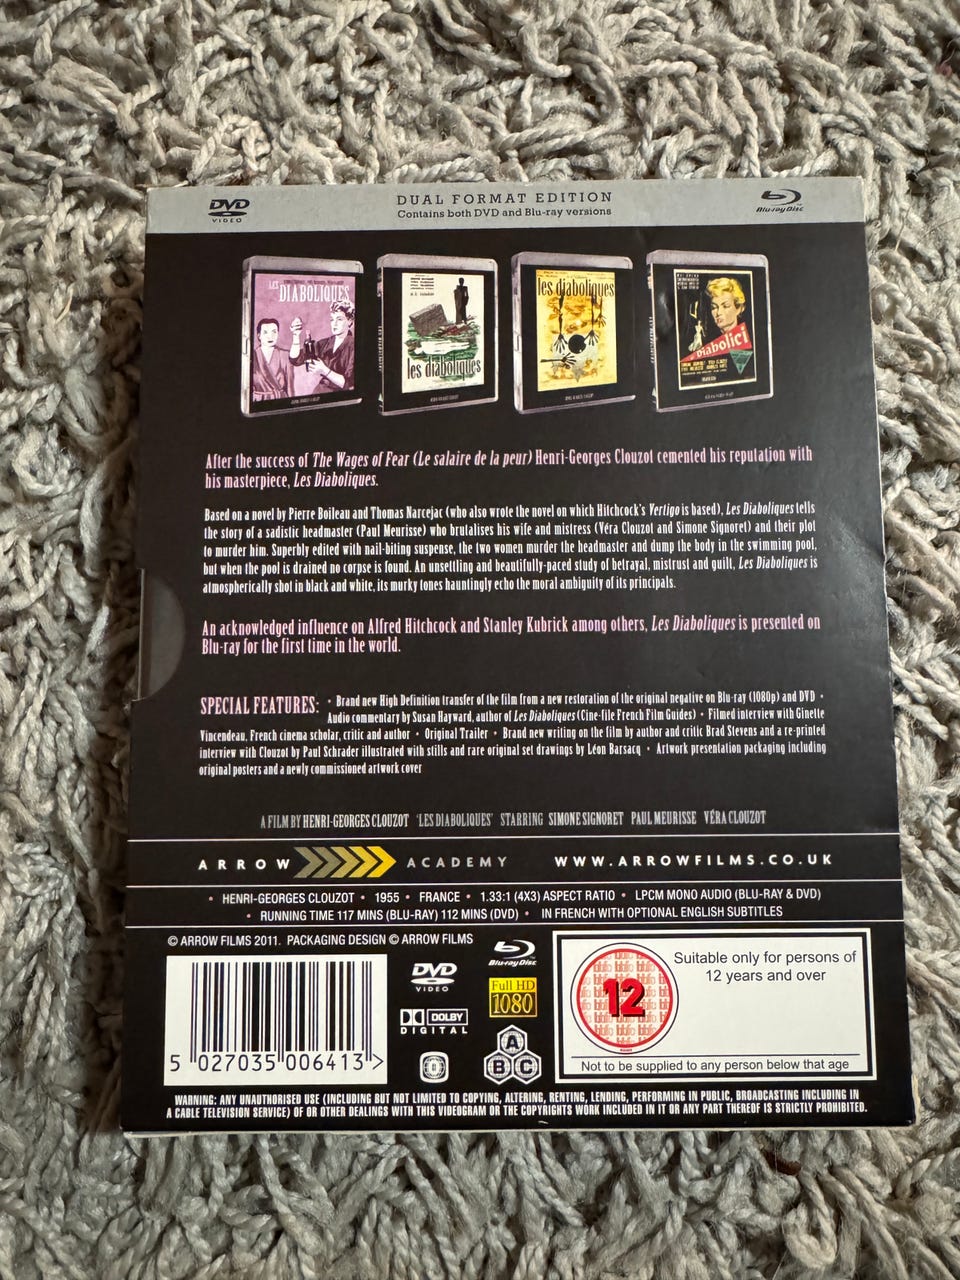 DVD
VIDEO
DUAL FORMAT EDITION
Contains both DVD and Blu-ray versions
Blu-ray Disc
LES
DIABOLIQUES
les diaboliques
les diaboliques
i diabolici
After the success of The Wages of Fear (Le salaire de la peur) Henri-Georges Clouzot cemented his reputation with
his masterpiece, Les Diaboliques.
Based on a novel by Pierre Boileau and Thomas Narcejac (who also wrote the novel on which Hitchcock's Vertigo is based), Les Diaboliques tells
the story of a sadistic headmaster (Paul Meurisse) who brutalises his wife and mistress (Véra Clouzot and Simone Signoret) and their plot
to murder him. Superbly edited with nail-biting suspense, the two women murder the headmaster and dump the body in the swimming pool,
but when the pool is drained no corpse is found. An unsettling and beautifully-paced study of betrayal, mistrust and guilt, Les Diaboliques is
atmospherically shot in black and white, its murky tones hauntingly echo the moral ambiguity of its principals.
An acknowledged influence on Alfred Hitchcock and Stanley Kubrick among others, Les Diaboliques is presented on
Blu-ray for the first time in the world.
SPECIAL FEATURES: • Brand new High Definition transfer of the film from a new restoration of the original negative on Blu-ray (1080p) and DVD •
Audio commentary by Susan Hayward, author of Les Diaboliques (Cine-file French Film Guides) • Filmed interview with Ginette
Vincendeau, French cinema scholar, critic and author • Original Trailer • Brand new writing on the film by author and critic Brad Stevens and a re-printed
interview with Clouzot by Paul Schrader illustrated with stills and rare original set drawings by Léon Barsacq • Artwork presentation packaging including
original posters and a newly commissioned artwork cover
A FILM BY HENRI-GEORGES CLOUZOT 'LES DIABOLIQUES' STARRING SIMONE SIGNORET PAUL MEURISSE VÉRA CLOUZOT
ARROW ACADEMY WWW.ARROWFILMS.CO.UK
• HENRI-GEORGES CLOUZOT • 1955 • FRANCE • 1.33:1 (4X3) ASPECT RATIO • LPCM MONO AUDIO (BLU-RAY & DVD)
• RUNNING TIME 117 MINS (BLU-RAY) 112 MINS (DVD) • IN FRENCH WITH OPTIONAL ENGLISH SUBTITLES
© ARROW FILMS 2011. PACKAGING DESIGN © ARROW FILMS
5 027035 006413 >
DVD
VIDEO
Blu-ray Disc
Full HD
1080
DOLBY
DIGITAL
0
A
B C
12
bbfc
Suitable only for persons of
12 years and over
Not to be supplied to any person below that age
WARNING: ANY UNAUTHORISED USE (INCLUDING BUT NOT LIMITED TO COPYING, ALTERING, RENTING, LENDING, PERFORMING IN PUBLIC, BROADCASTING INCLUDING IN
A CABLE TELEVISION SERVICE) OF OR OTHER DEALINGS WITH THIS VIDEOGRAM OR THE COPYRIGHTS WORK INCLUDED IN IT OR ANY PART THEREOF IS STRICTLY PROHIBITED.